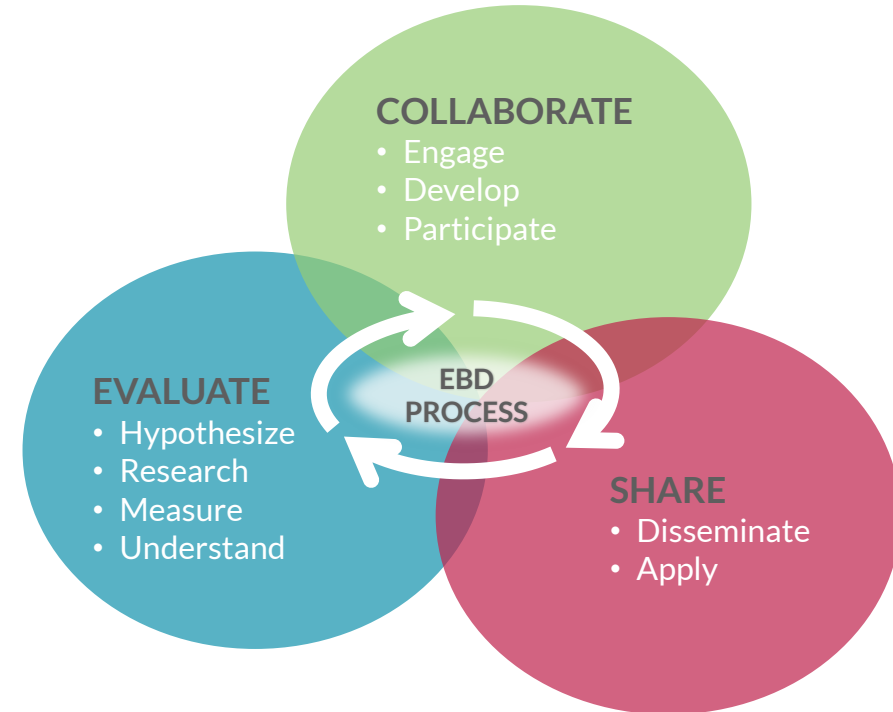 COLLABORATE
• Engage
• Develop
• Participate
EBD
PROCESS
EVALUATE
• Hypothesize
• Research
• Measure
• Understand
SHARE
• Disseminate
• Apply